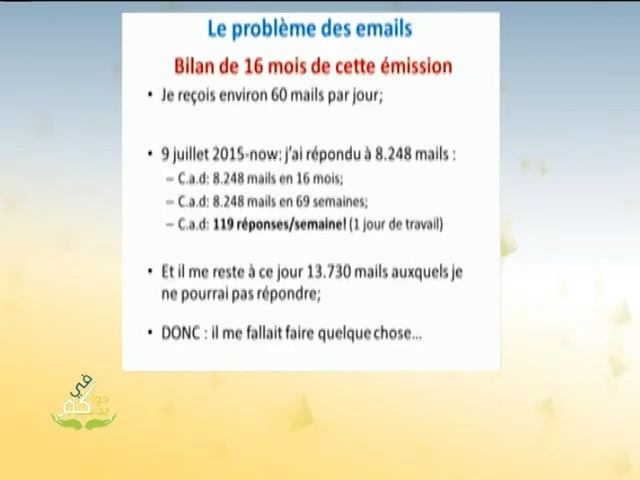 Le problème des emails
Bilan de 16 mois de cette émission
• Je reçois environ 60 mails par jour;
• 9 juillet 2015-now: j'ai répondu à 8.248 mails :
– C.a.d: 8.248 mails en 16 mois;
– C.a.d: 8.248 mails en 69 semaines;
– C.a.d: 119 réponses/semaine! (1 jour de travail)
• Et il me reste à ce jour 13.730 mails auxquels je
ne pourrai pas répondre;
• DONC : il me fallait faire quelque chose...
في